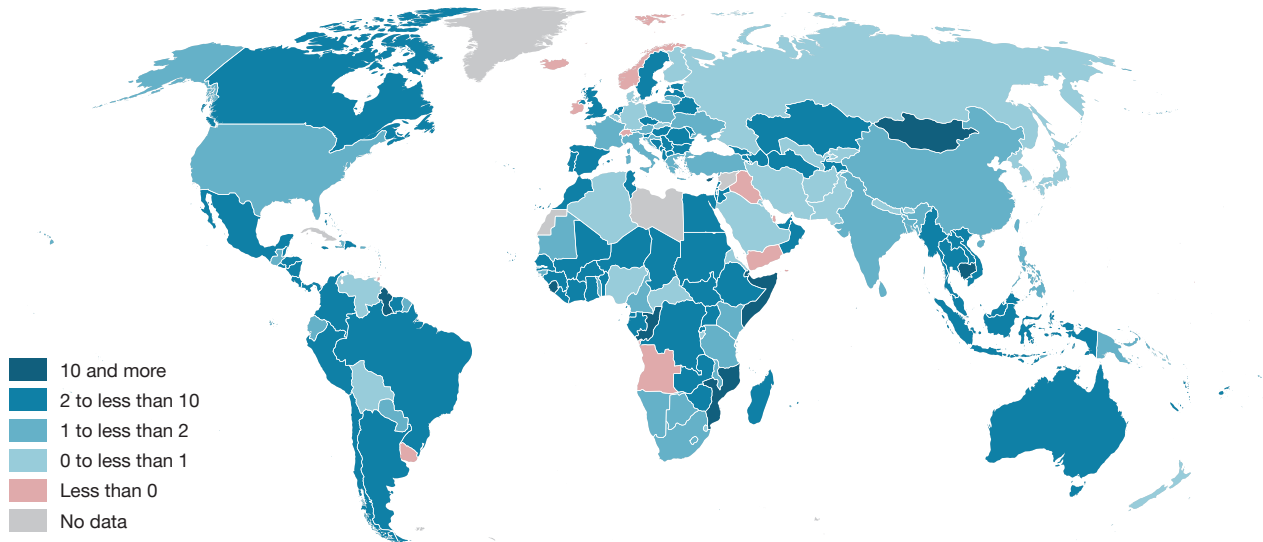 10 and more
2 to less than 10
1 to less than 2
0 to less than 1
Less than 0
No data